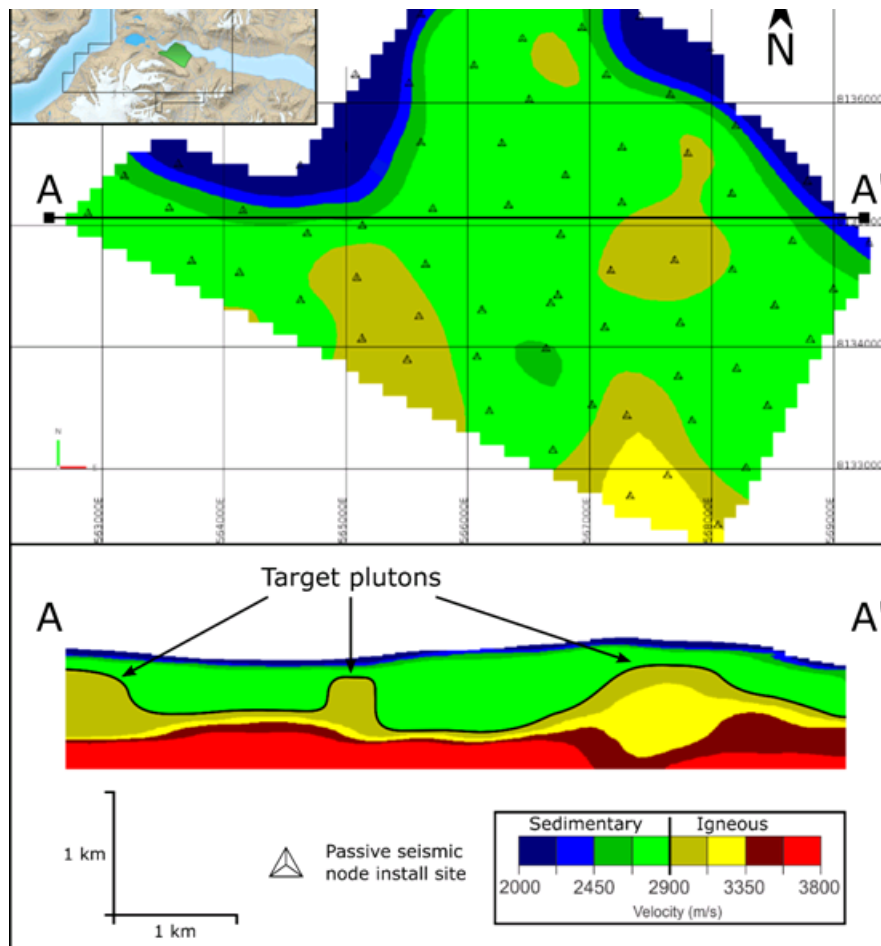 N
8136000
A
A'
8134000
N
8133000
563000E
564000E
565000E
566000E
567000E
568000E
569000E
Target plutons
A
A'
1 km
1 km
Passive seismic
node install site
Sedimentary Igneous
2000 2450 2900 3350 3800
Velocity (m/s)